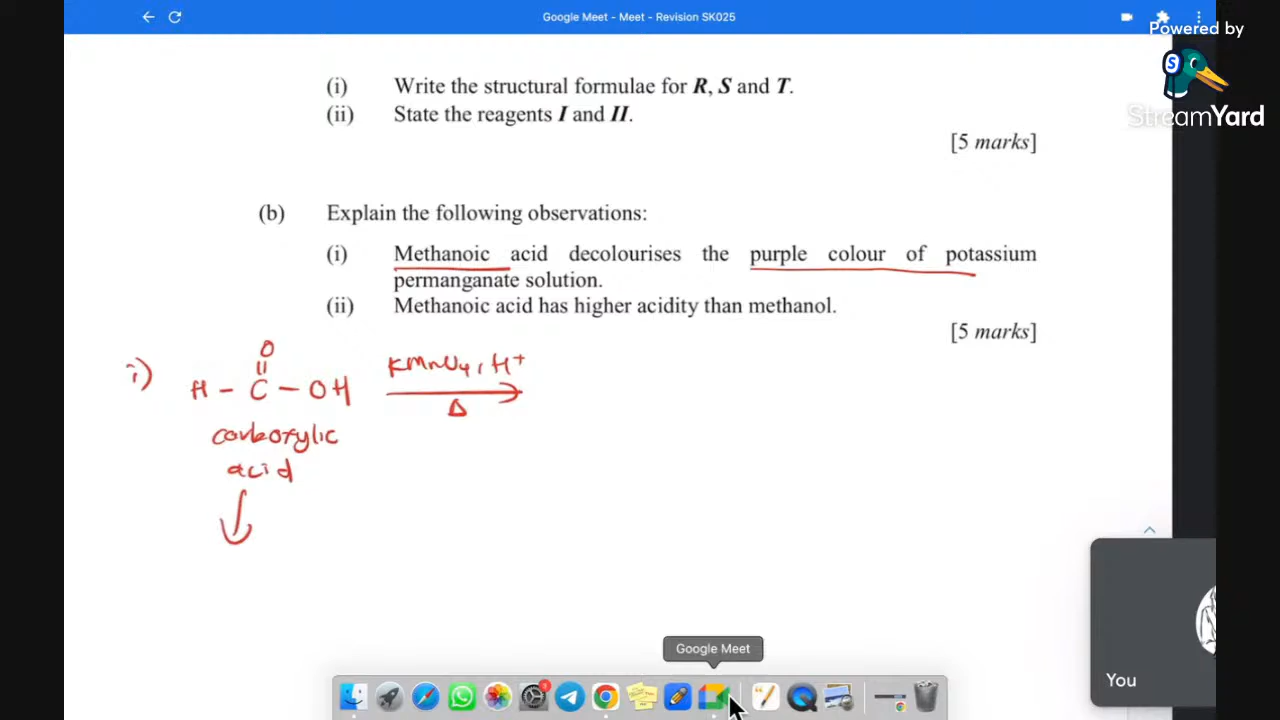 Google Meet - Meet - Revision SK025
Powered by
StreamYard
(i) Write the structural formulae for R, S and T.
(ii) State the reagents I and II.
[5 marks]
(b) Explain the following observations:
(i) Methanoic acid decolourises the purple colour of potassium
permanganate solution.
(ii) Methanoic acid has higher acidity than methanol.
[5 marks]
i)
O
H - C - OH
KMnO4, H+
Δ
carboxylic
acid
Google Meet
You